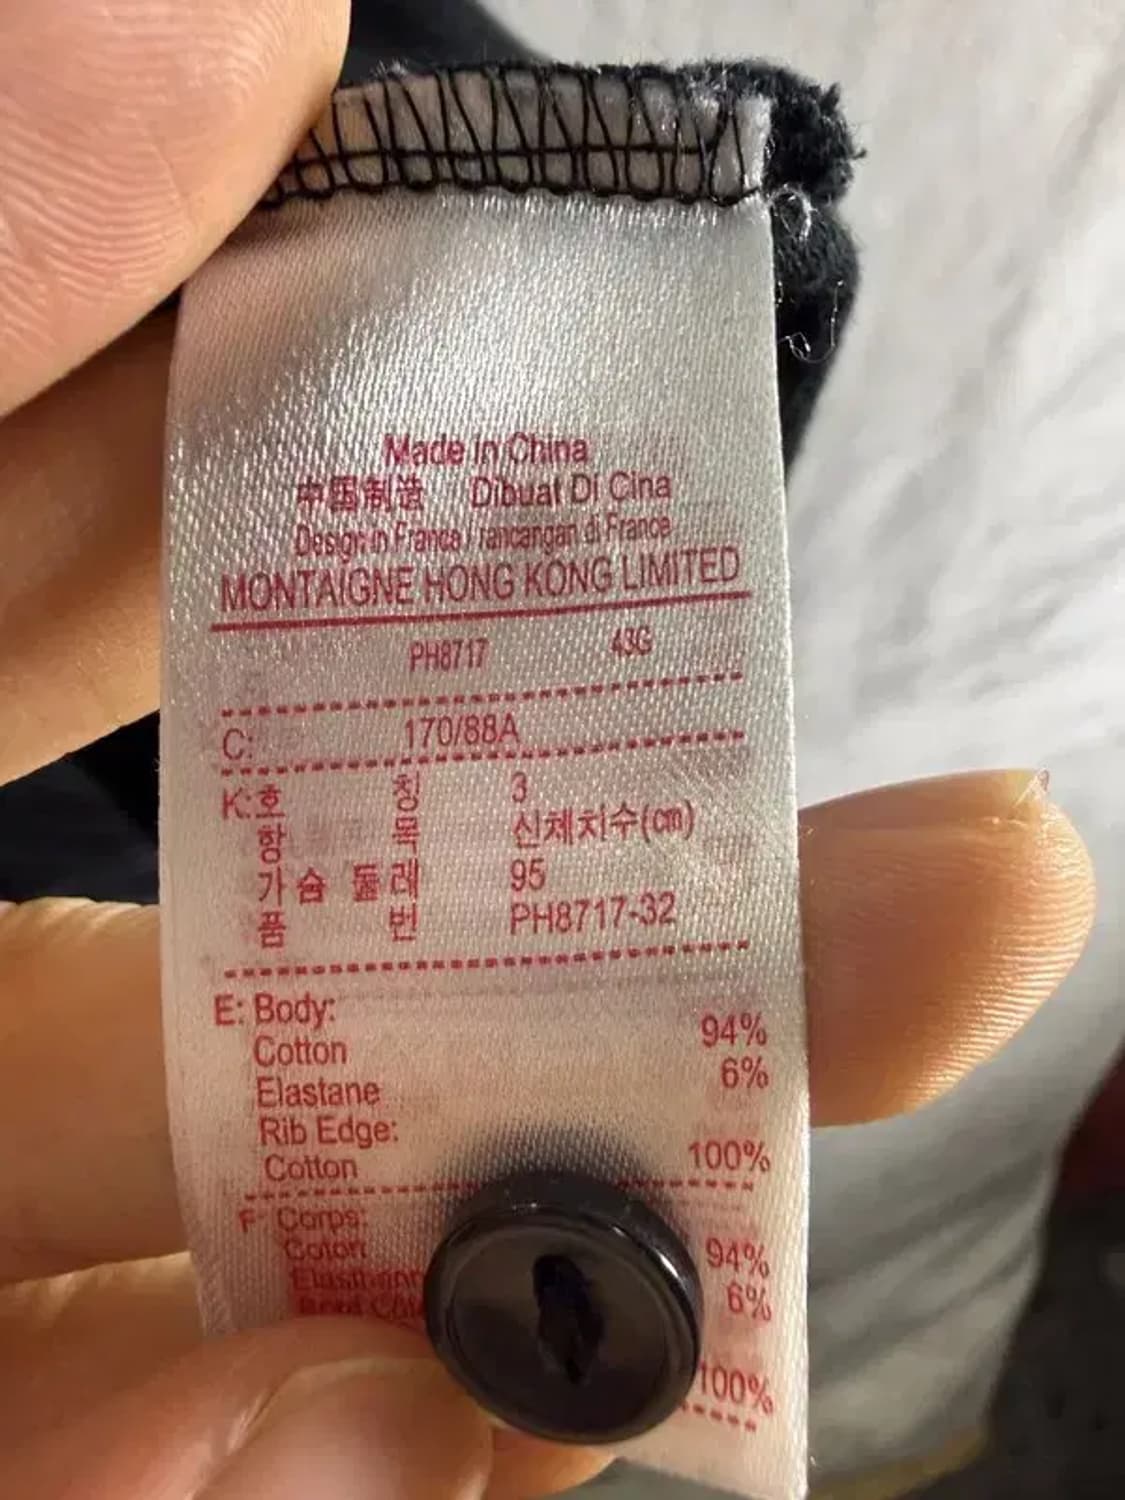 Made in China
中国制造 Dibuat Di Cina
Design in France / rancangan di France
MONTAIGNE HONG KONG LIMITED
PH8717 43G
C: 170/88A
K:호 칭 3
항 목 신체치수(cm)
가슴둘레 95
품 번 PH8717-32
E: Body:
Cotton 94%
Elastane 6%
Rib Edge:
Cotton 100%
F: Corps:
Coton 94%
6%
100%